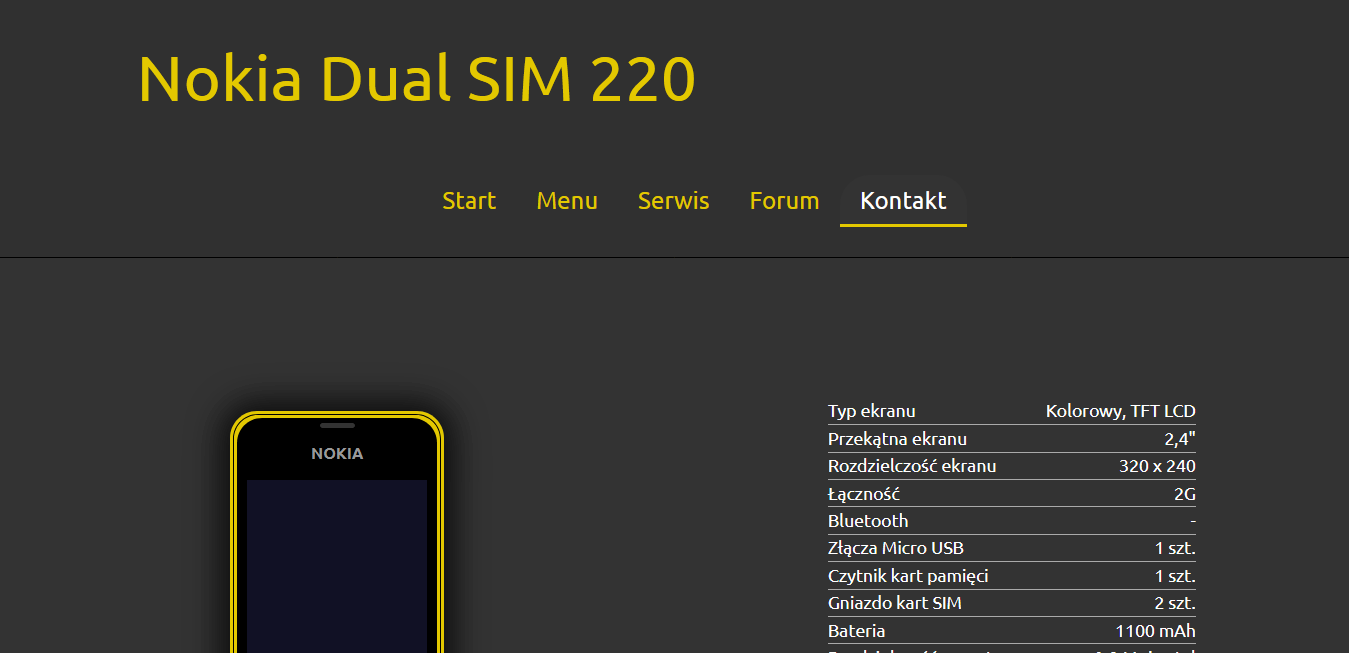 Nokia Dual SIM 220
Start Menu Serwis Forum Kontakt
NOKIA
Typ ekranu Kolorowy, TFT LCD
Przekątna ekranu 2,4"
Rozdzielczość ekranu 320 x 240
Łączność 2G
Bluetooth -
Złącza Micro USB 1 szt.
Czytnik kart pamięci 1 szt.
Gniazdo kart SIM 2 szt.
Bateria 1100 mAh